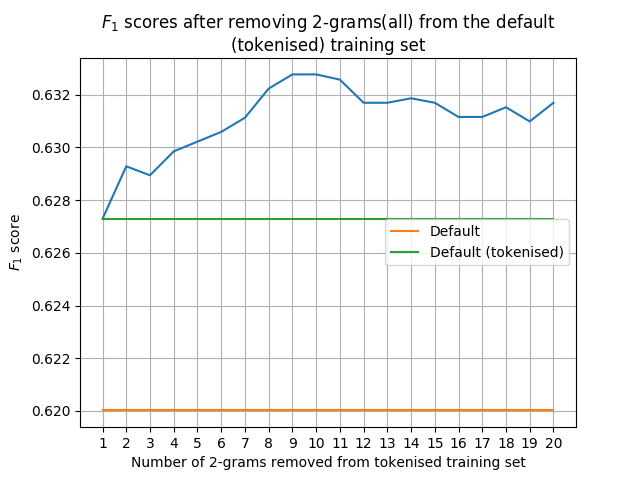 F₁ scores after removing 2-grams(all) from the default
(tokenised) training set
0.632
0.630
0.628
0.626
0.624
0.622
0.620
F₁ score
Default
Default (tokenised)
1 2 3 4 5 6 7 8 9 10 11 12 13 14 15 16 17 18 19 20
Number of 2-grams removed from tokenised training set